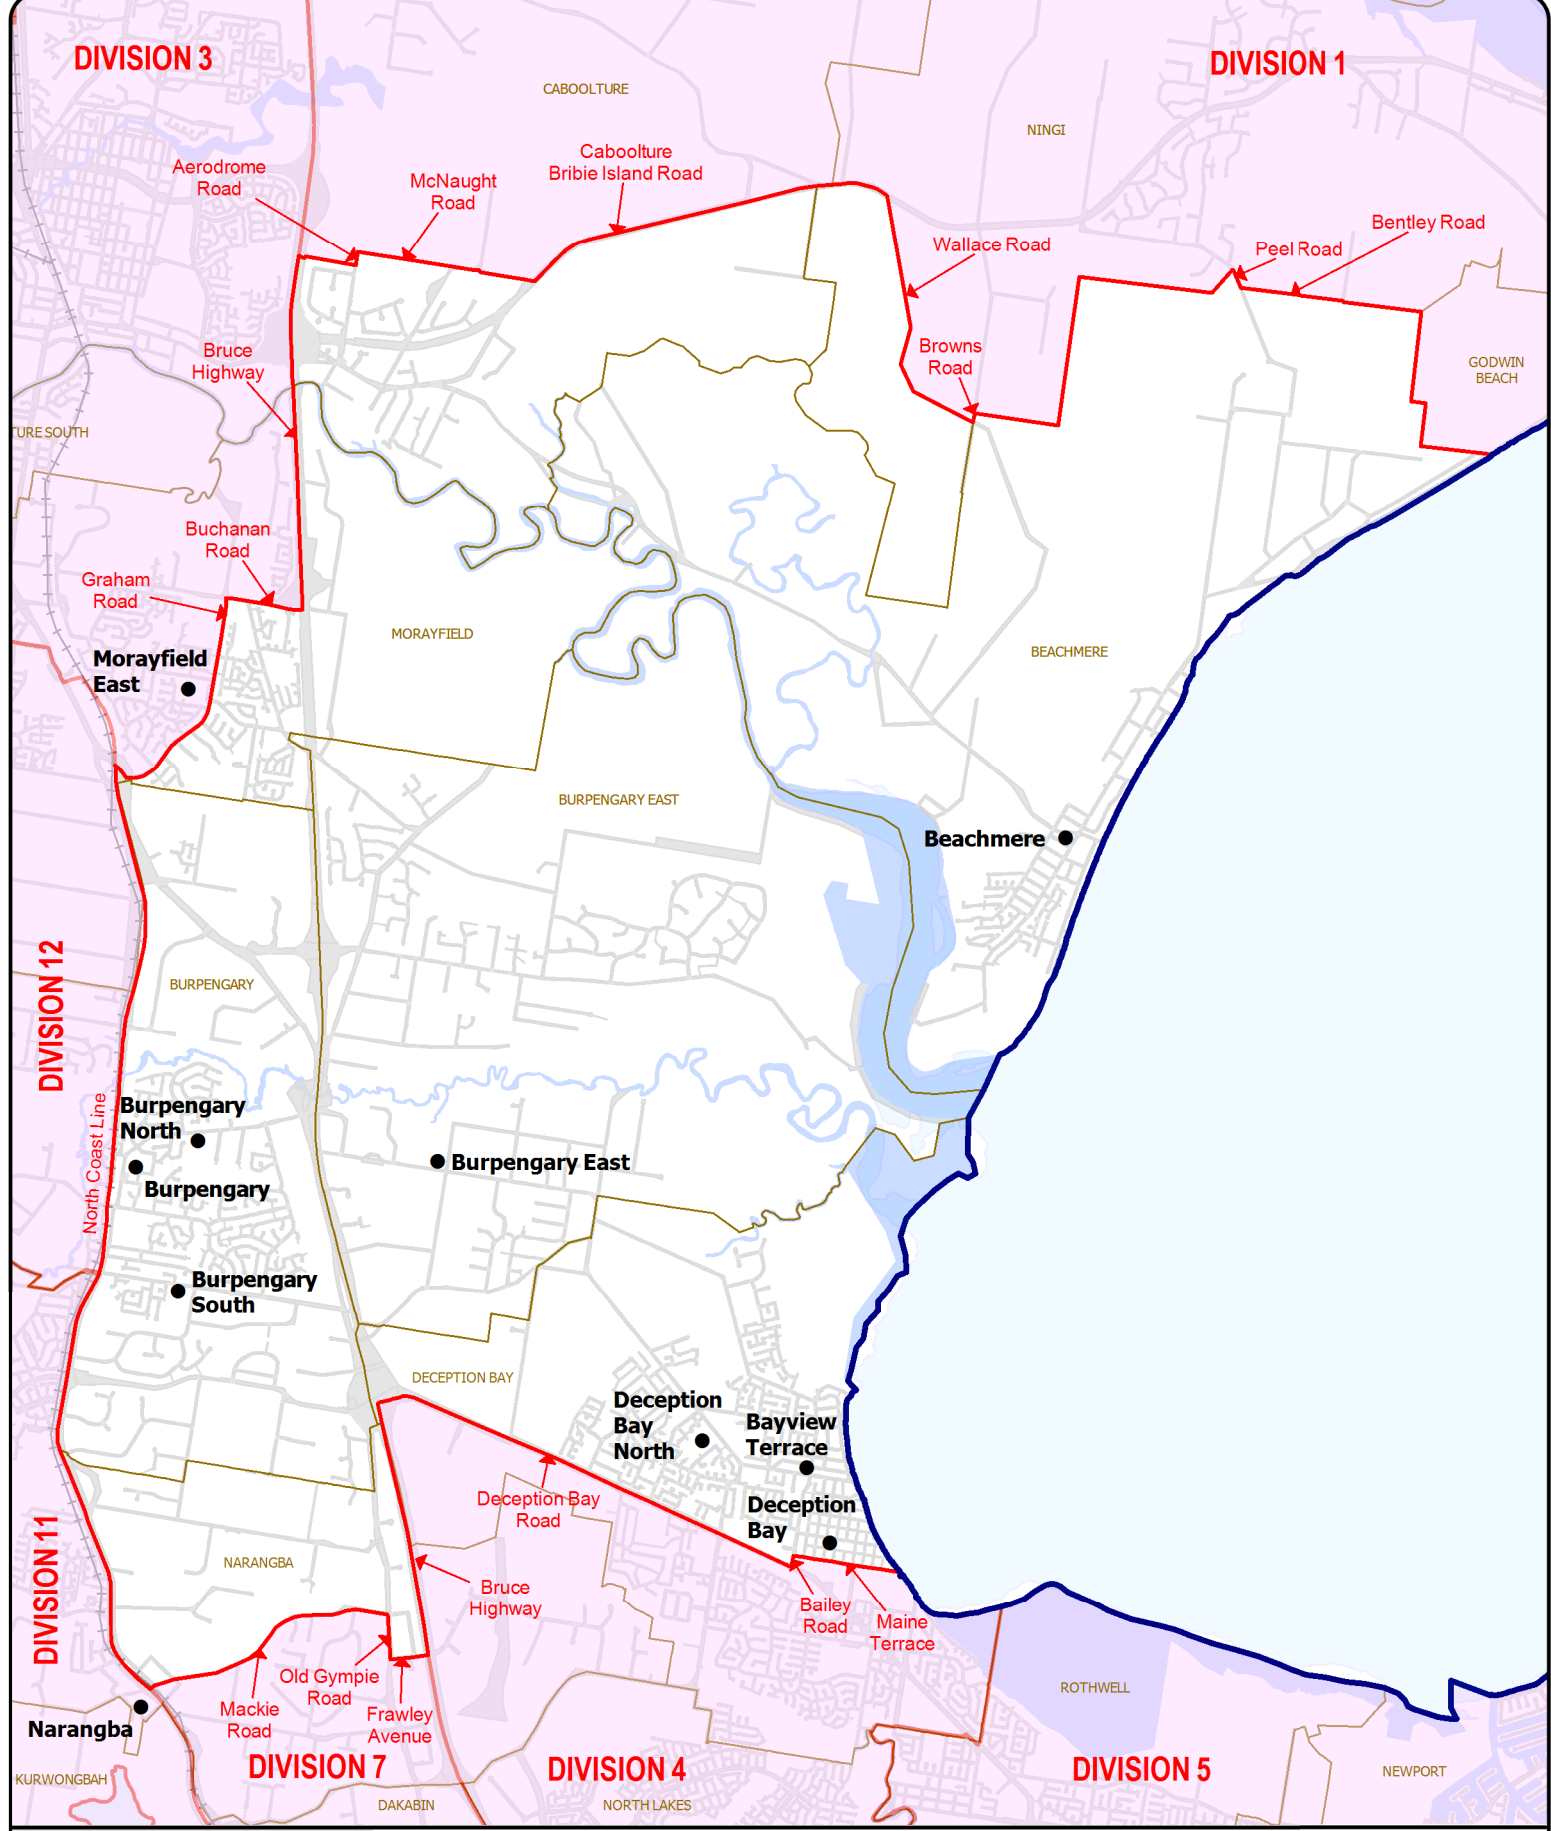 DIVISION 3
DIVISION 1
CABOOLTURE
NINGI
Caboolture
Bribie Island Road
Aerodrome
Road
McNaught
Road
Bentley Road
Wallace Road
Peel Road
Bruce
Highway
Browns
Road
GODWIN
BEACH
TURE SOUTH
Buchanan
Road
Graham
Road
MORAYFIELD
BEACHMERE
Morayfield
East
BURPENGARY EAST
Beachmere
DIVISION 12
BURPENGARY
North Coast Line
Burpengary
North
Burpengary East
Burpengary
Burpengary
South
DECEPTION BAY
Deception
Bay
North
Bayview
Terrace
Deception Bay
Road
Deception
Bay
DIVISION 11
NARANGBA
Bruce
Highway
Bailey
Road
Maine
Terrace
Old Gympie
Road
Mackie
Road
Frawley
Avenue
ROTHWELL
Narangba
DIVISION 7
DIVISION 4
DIVISION 5
KURWONGBAH
NEWPORT
DAKABIN
NORTH LAKES